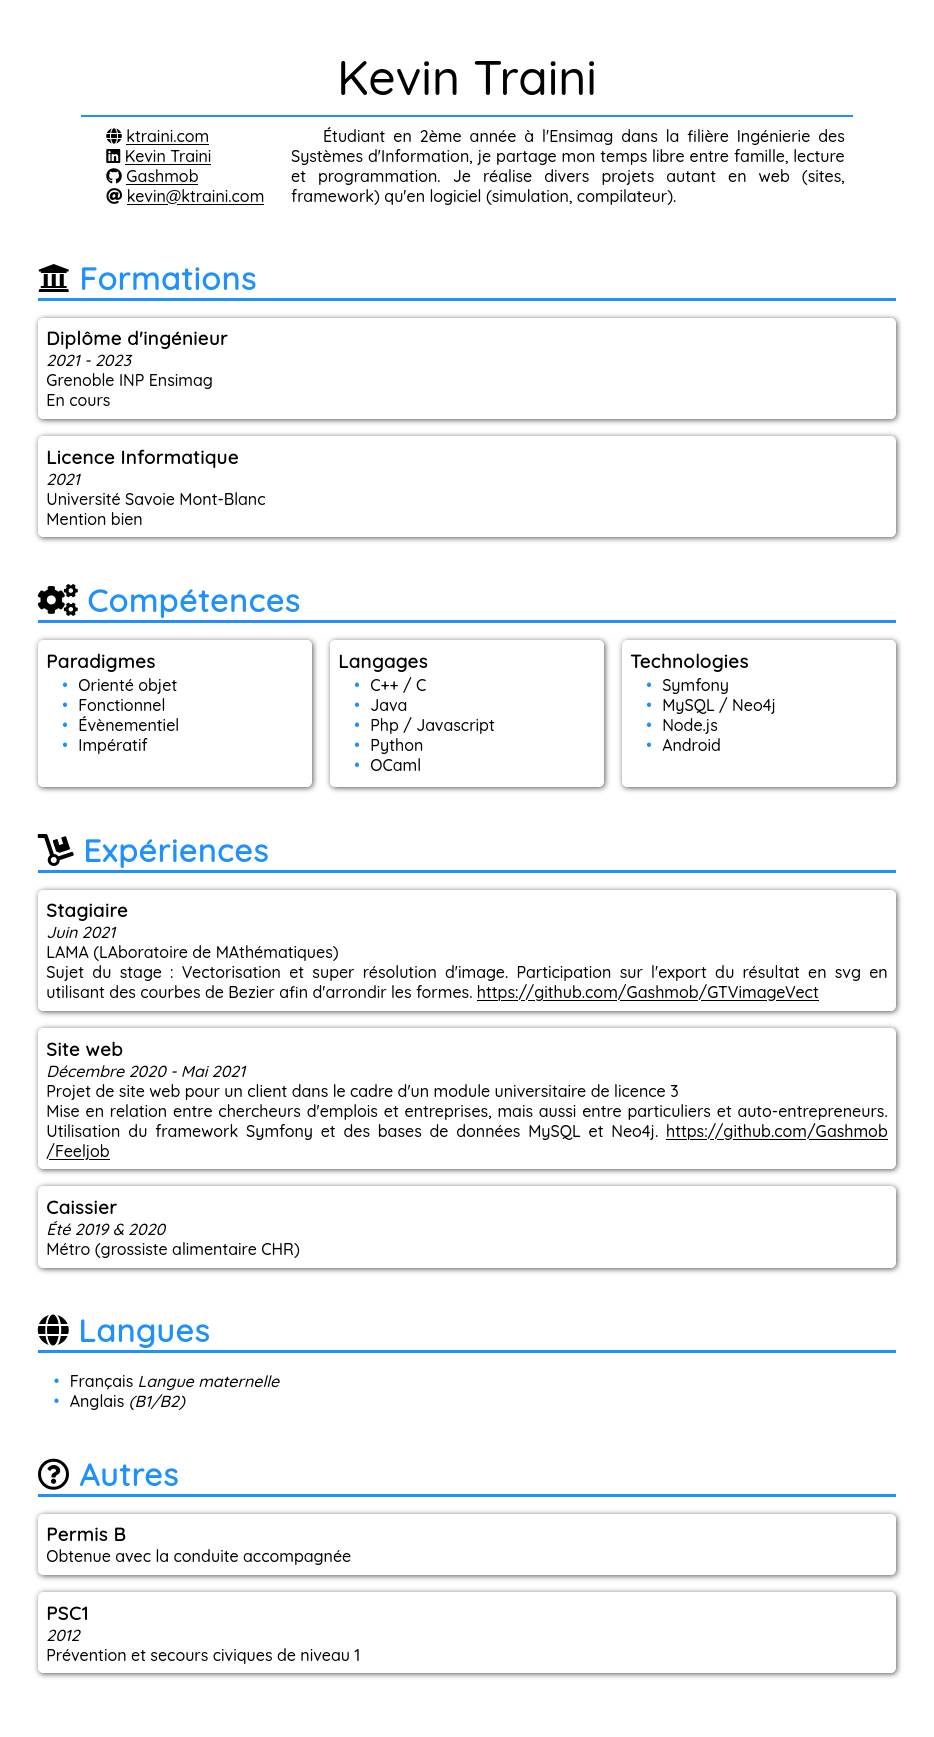 Kevin Traini
ktraini.com
Kevin Traini
Gashmob
kevin@ktraini.com
Étudiant en 2ème année à l'Ensimag dans la filière Ingénierie des
Systèmes d'Information, je partage mon temps libre entre famille, lecture
et programmation. Je réalise divers projets autant en web (sites,
framework) qu'en logiciel (simulation, compilateur).
Formations
Diplôme d'ingénieur
2021 - 2023
Grenoble INP Ensimag
En cours
Licence Informatique
2021
Université Savoie Mont-Blanc
Mention bien
Compétences
Paradigmes
• Orienté objet
• Fonctionnel
• Évènementiel
• Impératif
Langages
• C++ / C
• Java
• Php / Javascript
• Python
• OCaml
Technologies
• Symfony
• MySQL / Neo4j
• Node.js
• Android
Expériences
Stagiaire
Juin 2021
LAMA (LAboratoire de MAthématiques)
Sujet du stage : Vectorisation et super résolution d'image. Participation sur l'export du résultat en svg en
utilisant des courbes de Bezier afin d'arrondir les formes. https://github.com/Gashmob/GTVimageVect
Site web
Décembre 2020 - Mai 2021
Projet de site web pour un client dans le cadre d'un module universitaire de licence 3
Mise en relation entre chercheurs d'emplois et entreprises, mais aussi entre particuliers et auto-entrepreneurs.
Utilisation du framework Symfony et des bases de données MySQL et Neo4j. https://github.com/Gashmob
/Feeljob
Caissier
Été 2019 & 2020
Métro (grossiste alimentaire CHR)
Langues
• Français Langue maternelle
• Anglais (B1/B2)
Autres
Permis B
Obtenue avec la conduite accompagnée
PSC1
2012
Prévention et secours civiques de niveau 1